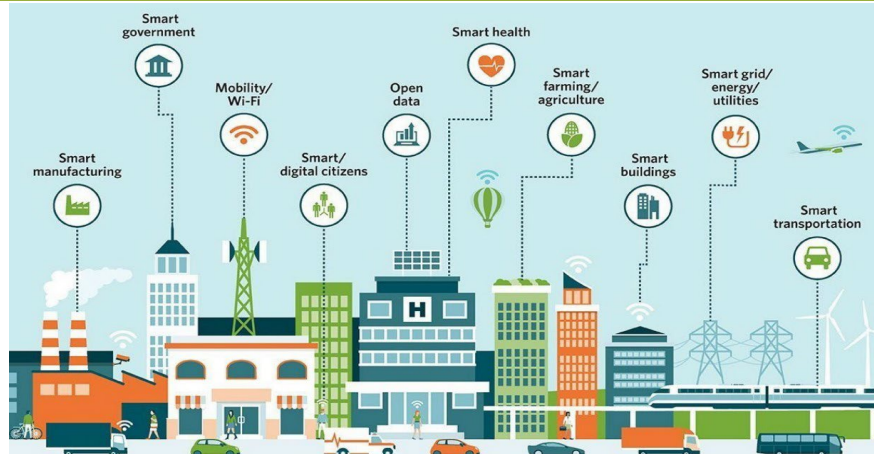 Smart
government
Smart health
Mobility/
Wi-Fi
Open
data
Smart
farming/
agriculture
Smart grid/
energy/
utilities
Smart
manufacturing
Smart/
digital citizens
Smart
buildings
Smart
transportation
H